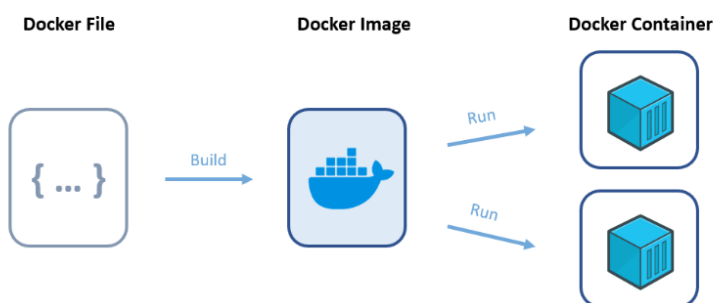 Docker File
Docker Image
Docker Container
{ ... }
Build
Run
Run